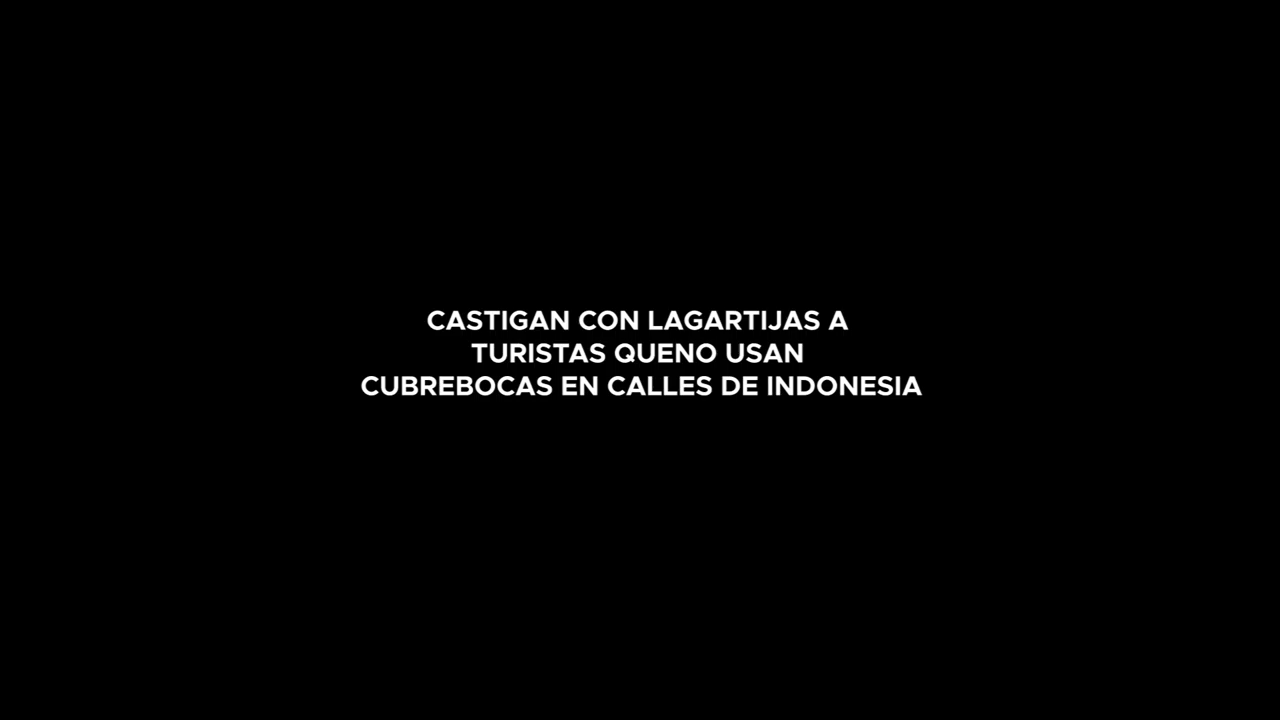 CASTIGAN CON LAGARTIJAS A
TURISTAS QUENO USAN
CUBREBOCAS EN CALLES DE INDONESIA